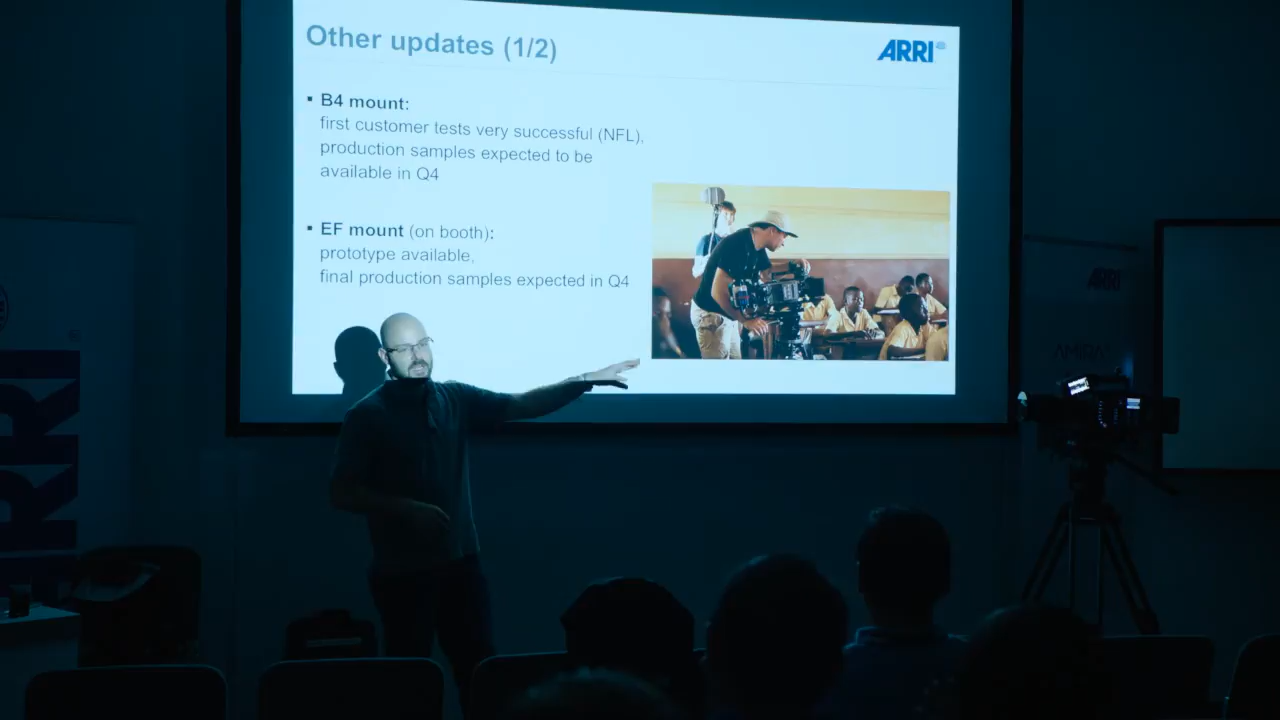 Other updates (1/2)
ARRI
▪ B4 mount:
first customer tests very successful (NFL),
production samples expected to be
available in Q4
▪ EF mount (on booth):
prototype available,
final production samples expected in Q4
ARRI
AMIRA